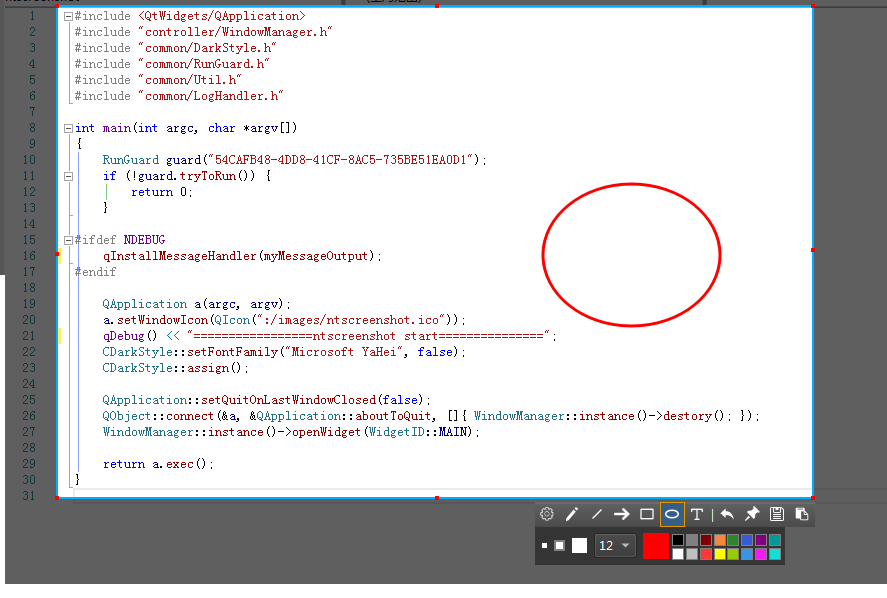 1 #include <QtWidgets/QApplication>
2 #include "controller/WindowManager.h"
3 #include "common/DarkStyle.h"
4 #include "common/RunGuard.h"
5 #include "common/Util.h"
6 #include "common/LogHandler.h"
7
8 int main(int argc, char *argv[])
9 {
10     RunGuard guard("54CAFB48-4DD8-41CF-8AC5-735BE51EA0D1");
11     if (!guard.tryToRun()) {
12         return 0;
13     }
14
15 #ifdef NDEBUG
16     qInstallMessageHandler(myMessageOutput);
17 #endif
18
19     QApplication a(argc, argv);
20     a.setWindowIcon(QIcon(":/images/ntscreenshot.ico"));
21     qDebug() << "=================ntscreenshot start===============";
22     CDarkStyle::setFontFamily("Microsoft YaHei", false);
23     CDarkStyle::assign();
24
25     QApplication::setQuitOnLastWindowClosed(false);
26     QObject::connect(&a, &QApplication::aboutToQuit, []{ WindowManager::instance()->destory(); });
27     WindowManager::instance()->openWidget(WidgetID::MAIN);
28
29     return a.exec();
30 }
31
T
12